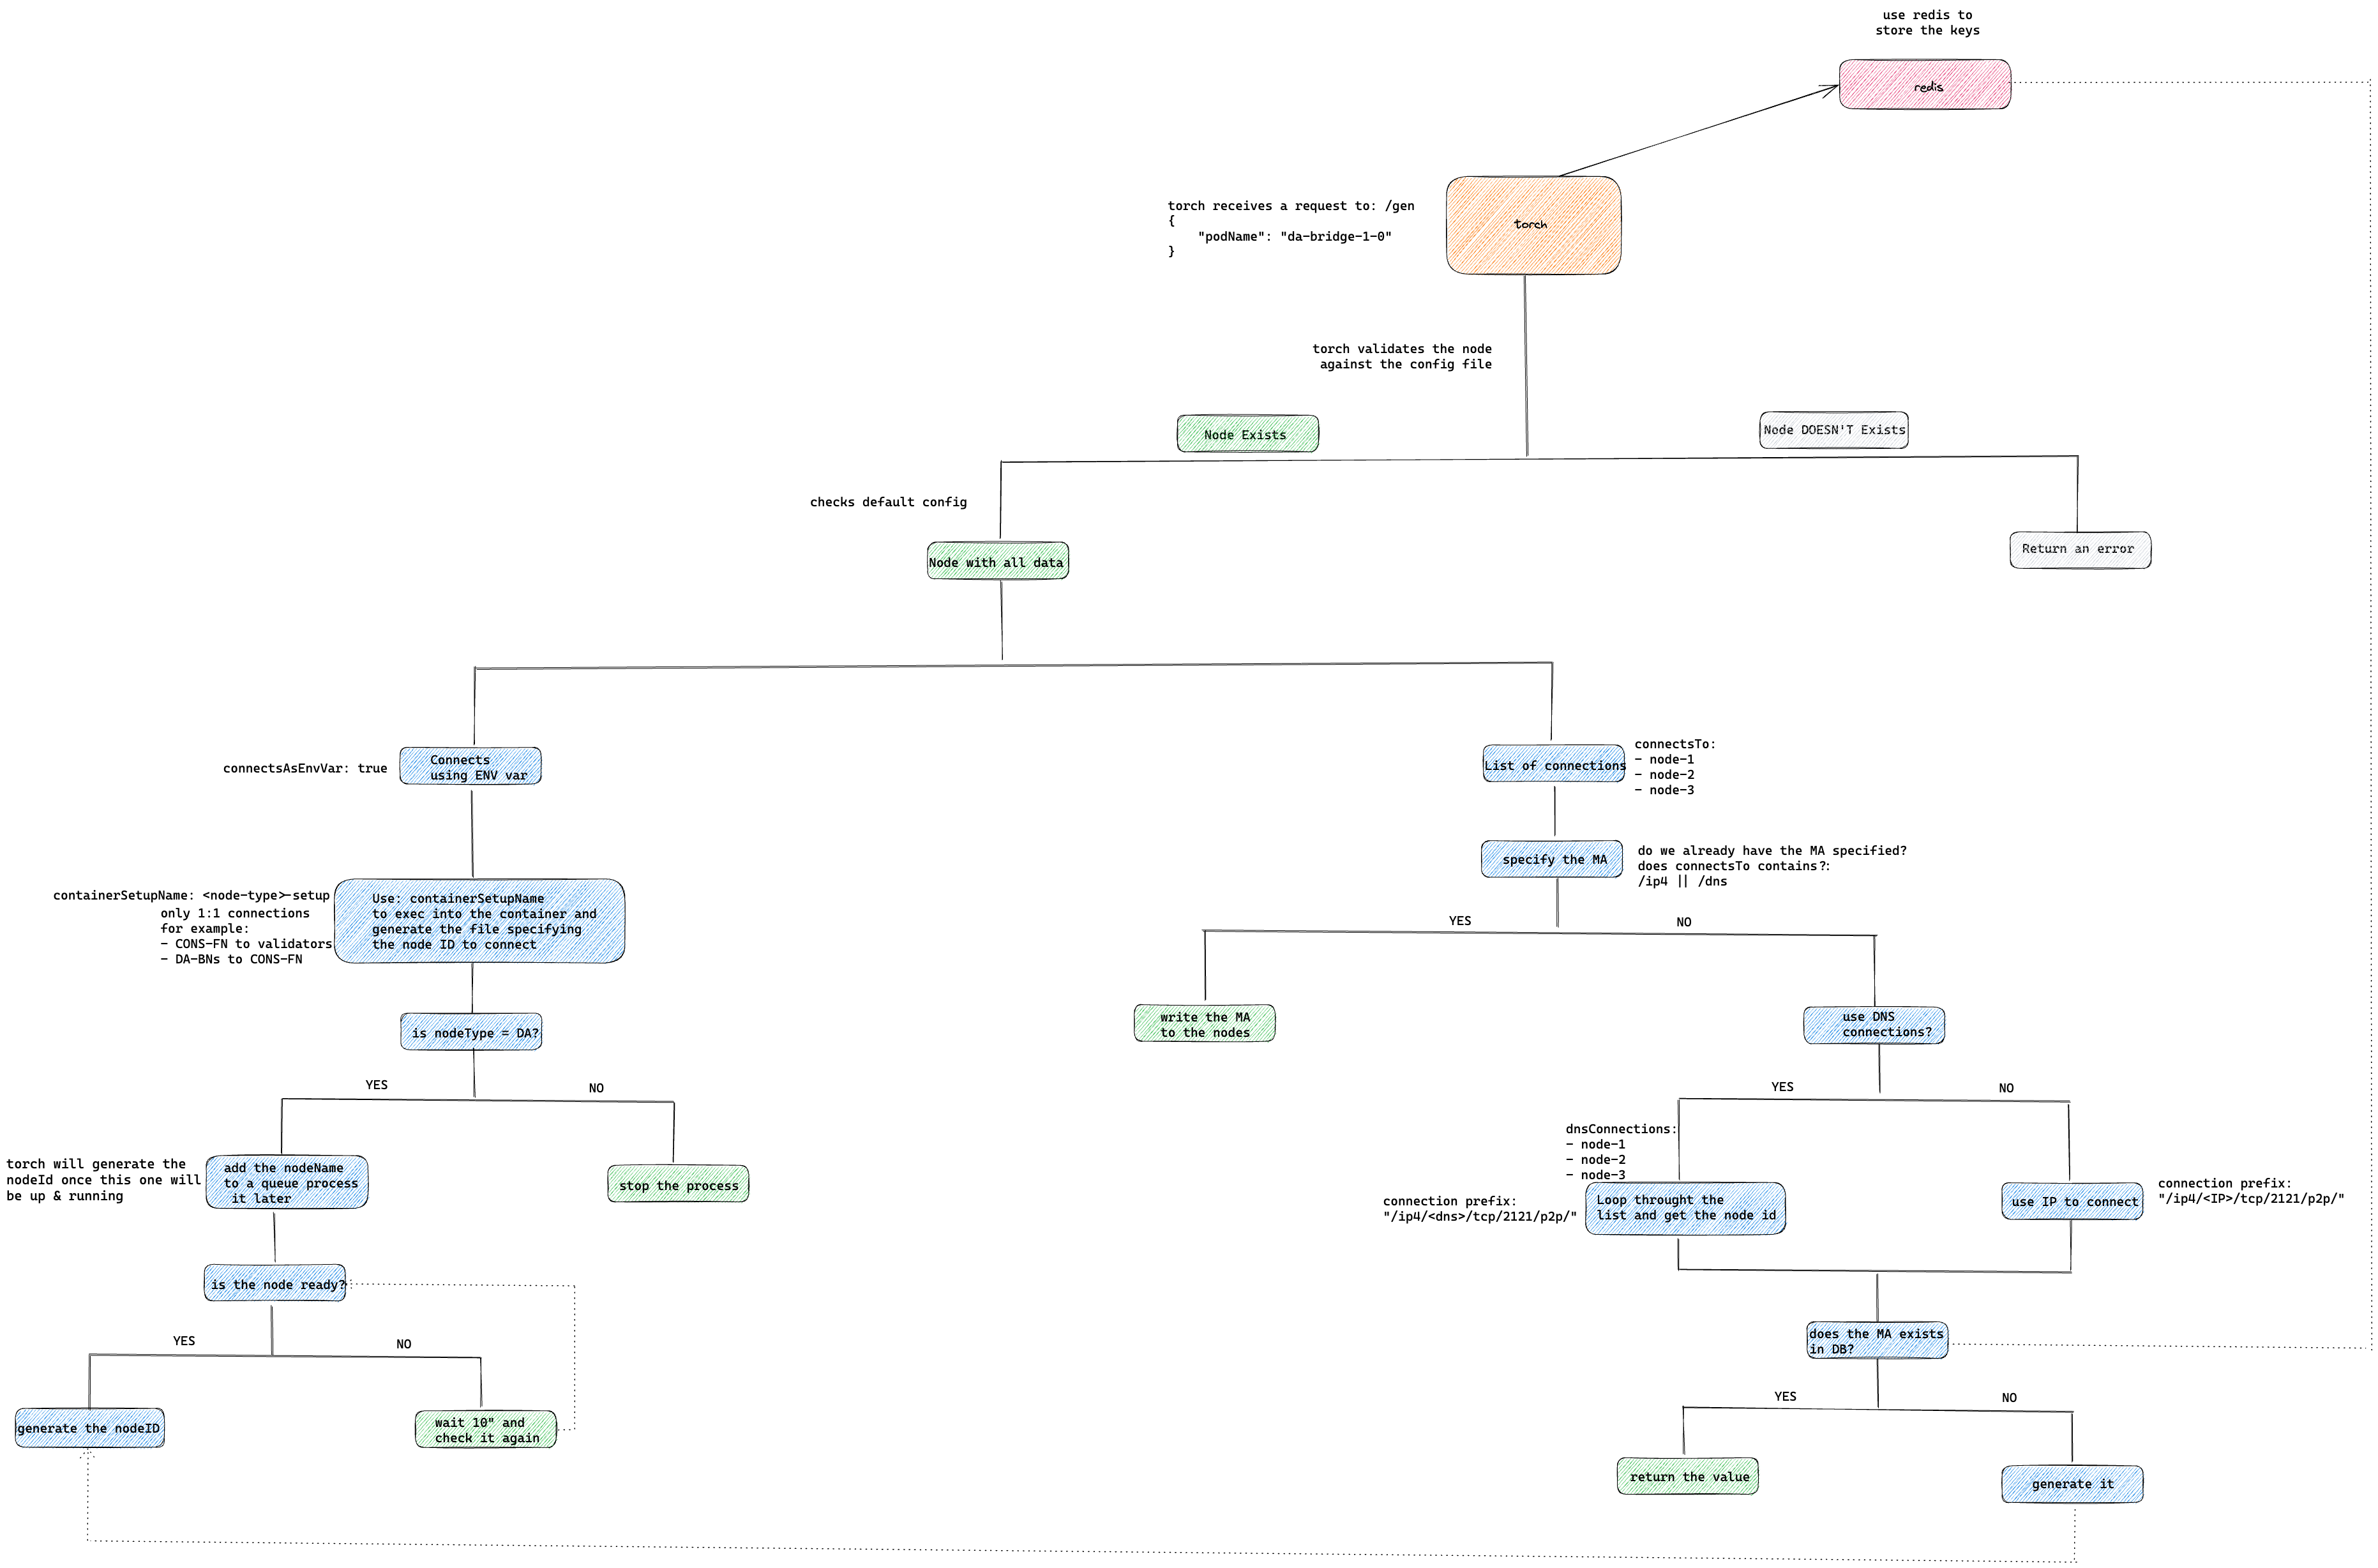 use redis to
store the keys
redis
torch receives a request to: /gen
{
"podName": "da-bridge-1-0"
}
torch
torch validates the node
against the config file
Node Exists
Node DOESN'T Exists
checks default config
Node with all data
Return an error
connectsAsEnvVar: true
Connects
using ENV var
List of connections
connectsTo:
- node-1
- node-2
- node-3
specify the MA
do we already have the MA specified?
does connectsTo contains?:
/ip4 || /dns
containerSetupName: <node-type>-setup
only 1:1 connections
for example:
- CONS-FN to validators
- DA-BNs to CONS-FN
Use: containerSetupName
to exec into the container and
generate the file specifying
the node ID to connect
YES
NO
write the MA
to the nodes
use DNS
connections?
is nodeType = DA?
YES
NO
YES
NO
dnsConnections:
- node-1
- node-2
- node-3
torch will generate the
nodeId once this one will
be up & running
add the nodeName
to a queue process
it later
stop the process
connection prefix:
"/ip4/<dns>/tcp/2121/p2p/"
Loop throught the
list and get the node id
use IP to connect
connection prefix:
"/ip4/<IP>/tcp/2121/p2p/"
is the node ready?
YES
NO
does the MA exists
in DB?
YES
NO
generate the nodeID
wait 10" and
check it again
return the value
generate it